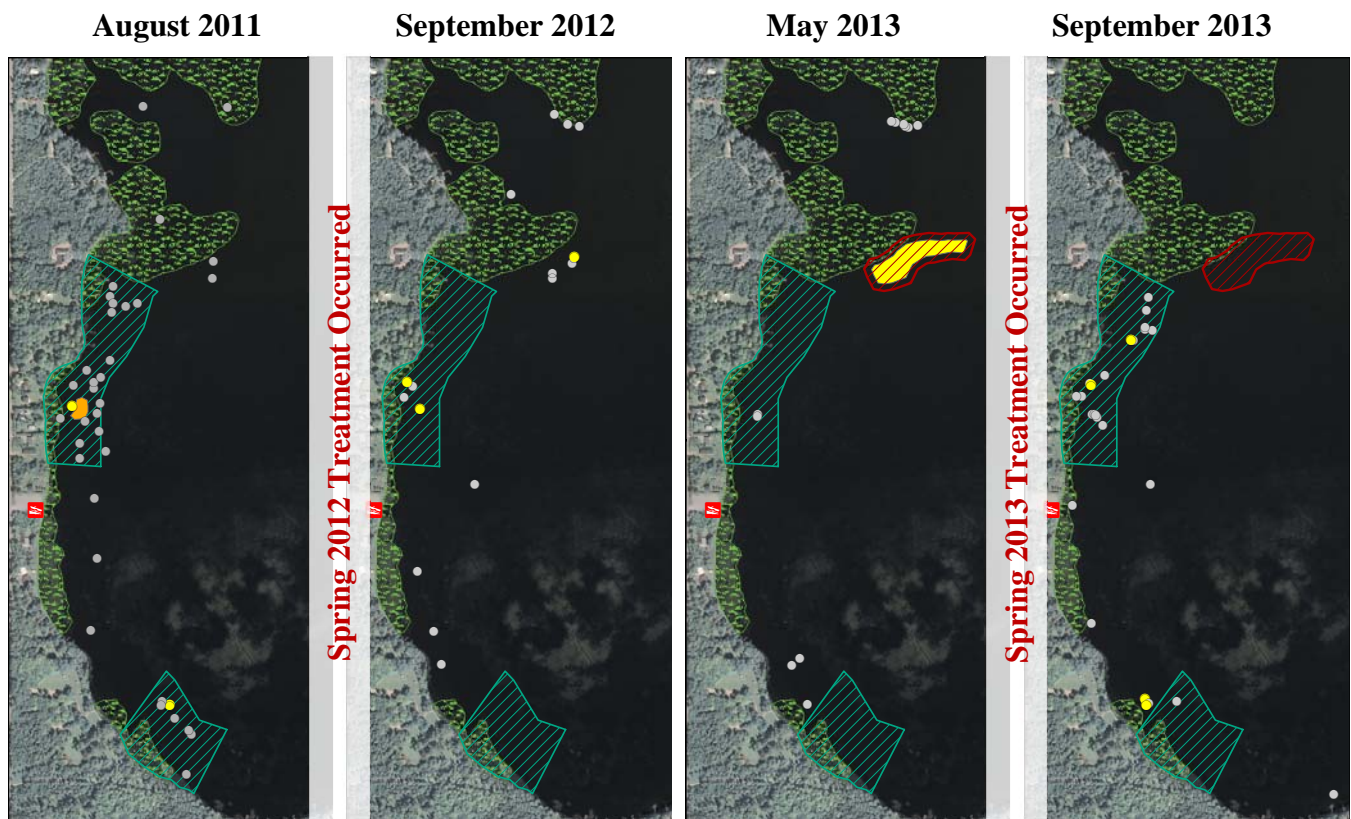 August 2011
September 2012
May 2013
September 2013
Spring 2012 Treatment Occurred
Spring 2013 Treatment Occurred